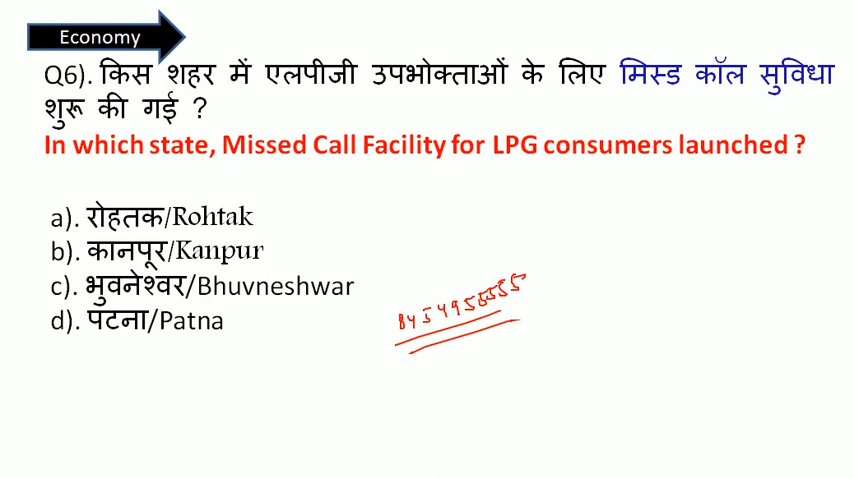 Economy
Q6). किस शहर में एलपीजी उपभोक्ताओं के लिए मिस्ड कॉल सुविधा
शुरू की गई ?
In which state, Missed Call Facility for LPG consumers launched ?
a). रोहतक/Rohtak
b). कानपूर/Kanpur
c). भुवनेश्वर/Bhuvneshwar
d). पटना/Patna
8454955555